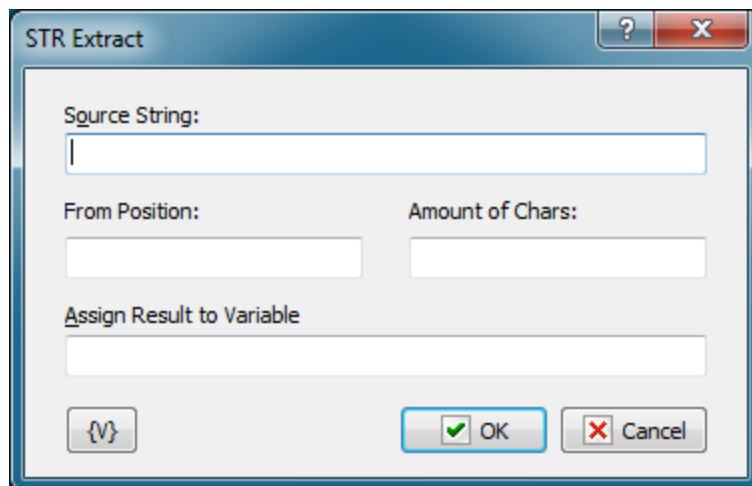 STR Extract
Source String:
From Position: Amount of Chars:
Assign Result to Variable
{V} OK Cancel